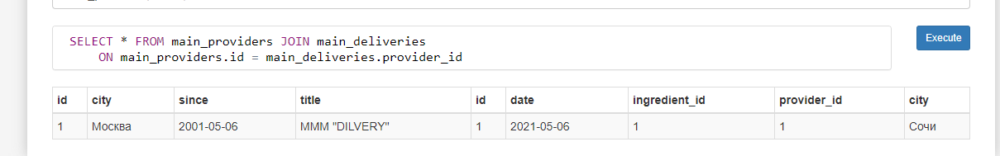 SELECT * FROM main_providers JOIN main_deliveries
ON main_providers.id = main_deliveries.provider_id
Execute
id city since title id date ingredient_id provider_id city
1 Москва 2001-05-06 МММ "DILVERY" 1 2021-05-06 1 1 Сочи